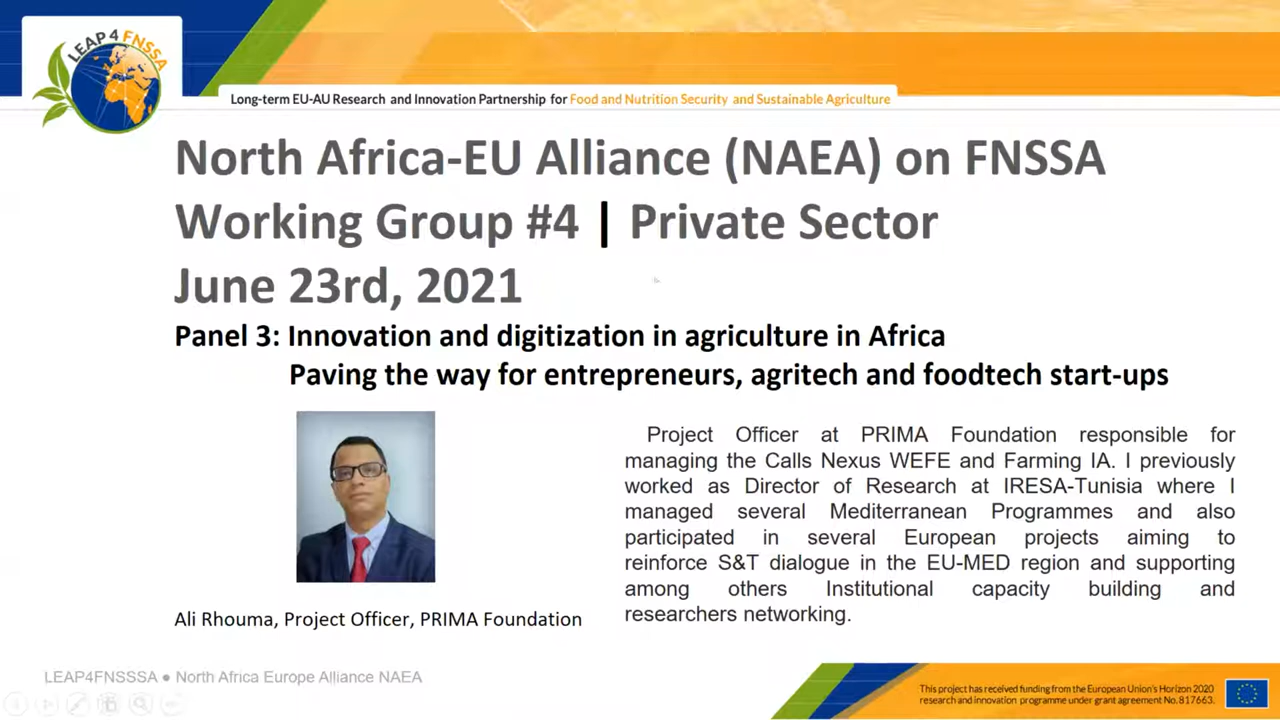 LEAP4 FNSSA
Long-term EU-AU Research and Innovation Partnership for Food and Nutrition Security and Sustainable Agriculture
North Africa-EU Alliance (NAEA) on FNSSA
Working Group #4 | Private Sector
June 23rd, 2021
Panel 3: Innovation and digitization in agriculture in Africa
Paving the way for entrepreneurs, agritech and foodtech start-ups
Project Officer at PRIMA Foundation responsible for
managing the Calls Nexus WEFE and Farming IA. I previously
worked as Director of Research at IRESA-Tunisia where I
managed several Mediterranean Programmes and also
participated in several European projects aiming to
reinforce S&T dialogue in the EU-MED region and supporting
among others Institutional capacity building and
researchers networking.
Ali Rhouma, Project Officer, PRIMA Foundation
LEAP4FNSSSA ● North Africa Europe Alliance NAEA
This project has received funding from the European Union's Horizon 2020
research and innovation programme under grant agreement No. 817663.